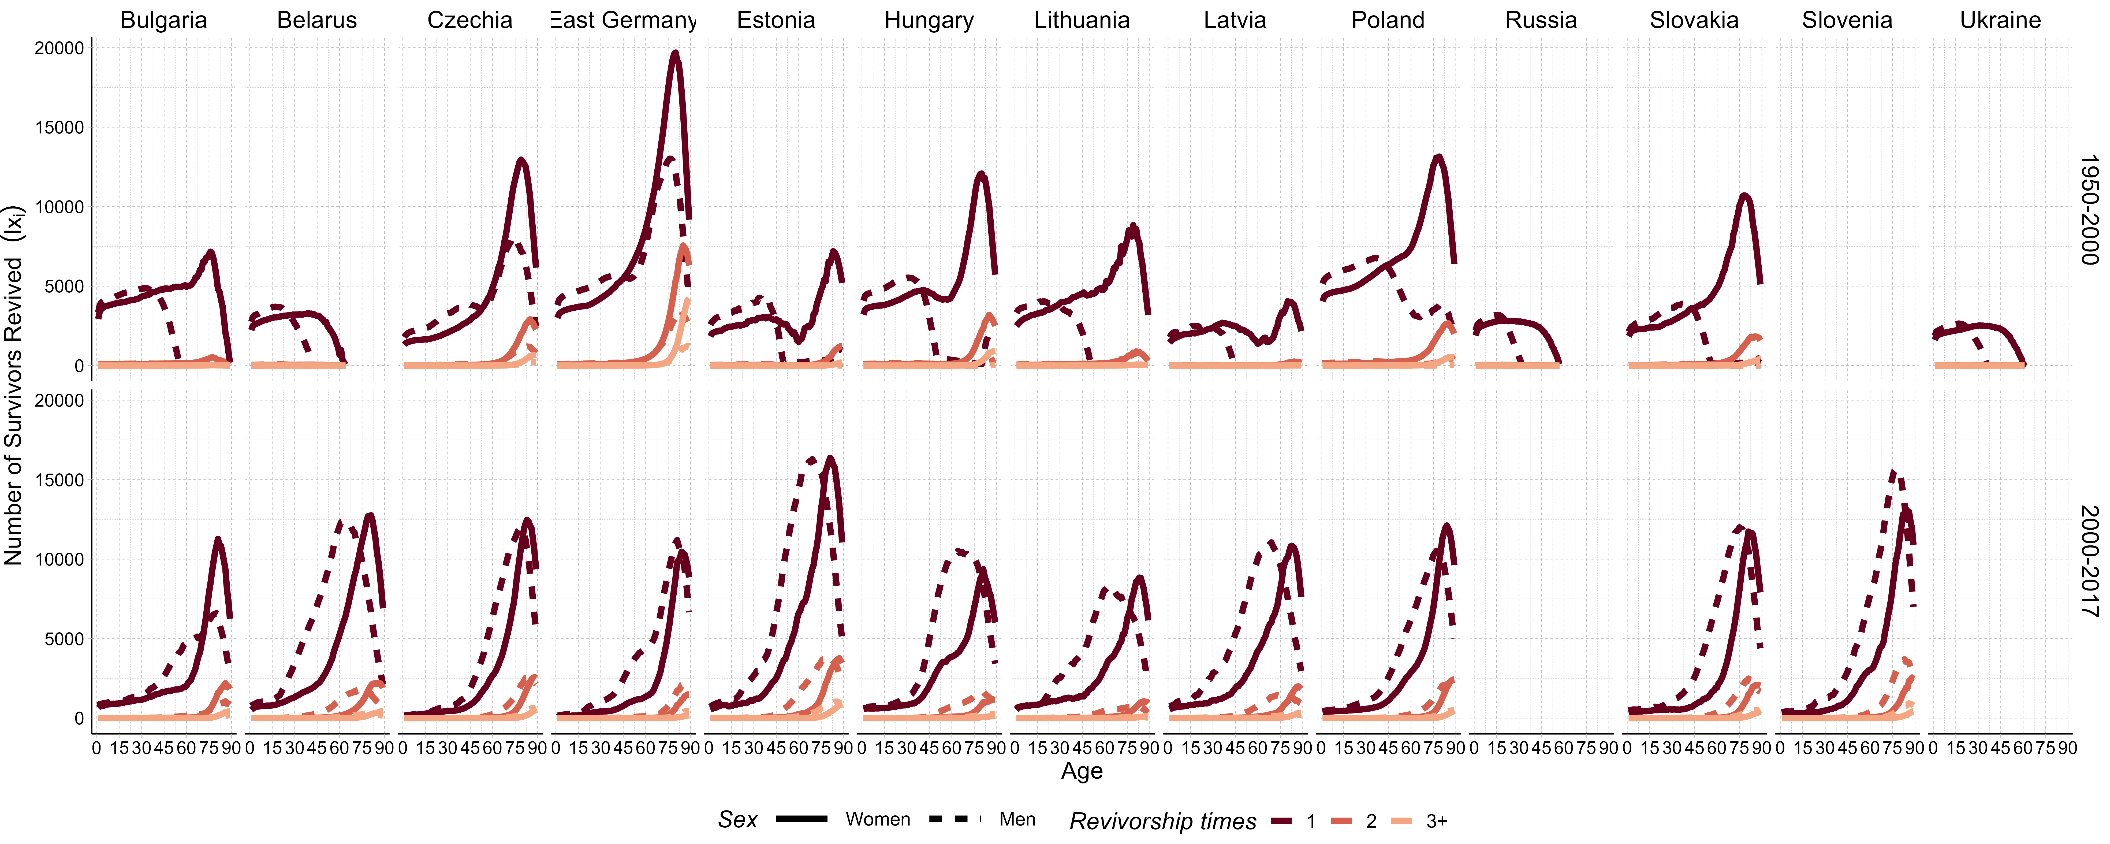 Bulgaria Belarus Czechia East Germany Estonia Hungary Lithuania Latvia Poland Russia Slovakia Slovenia Ukraine
20000
15000
10000
5000
0
1950-2000
Number of Survivors Revived (lxᵢ)
20000
15000
10000
5000
0
2000-2017
0 15 30 45 60 75 90 0 15 30 45 60 75 90 0 15 30 45 60 75 90 0 15 30 45 60 75 90 0 15 30 45 60 75 90 0 15 30 45 60 75 90 0 15 30 45 60 75 90 0 15 30 45 60 75 90 0 15 30 45 60 75 90 0 15 30 45 60 75 90 0 15 30 45 60 75 90 0 15 30 45 60 75 90 0 15 30 45 60 75 90
Age
Sex Women Men Revivorship times 1 2 3+